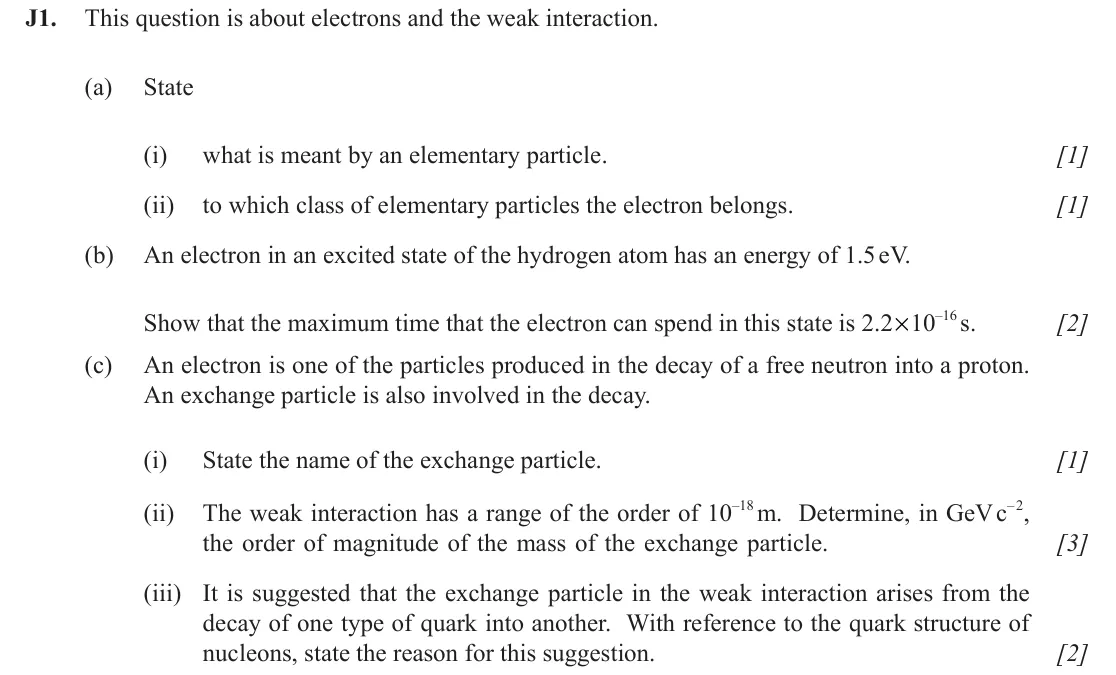 J1. This question is about electrons and the weak interaction.
(a) State
(i) what is meant by an elementary particle. [1]
(ii) to which class of elementary particles the electron belongs. [1]
(b) An electron in an excited state of the hydrogen atom has an energy of 1.5 eV.
Show that the maximum time that the electron can spend in this state is 2.2×10⁻¹⁶ s. [2]
(c) An electron is one of the particles produced in the decay of a free neutron into a proton.
An exchange particle is also involved in the decay.
(i) State the name of the exchange particle. [1]
(ii) The weak interaction has a range of the order of 10⁻¹⁸ m. Determine, in GeV c⁻²,
the order of magnitude of the mass of the exchange particle. [3]
(iii) It is suggested that the exchange particle in the weak interaction arises from the
decay of one type of quark into another. With reference to the quark structure of
nucleons, state the reason for this suggestion. [2]